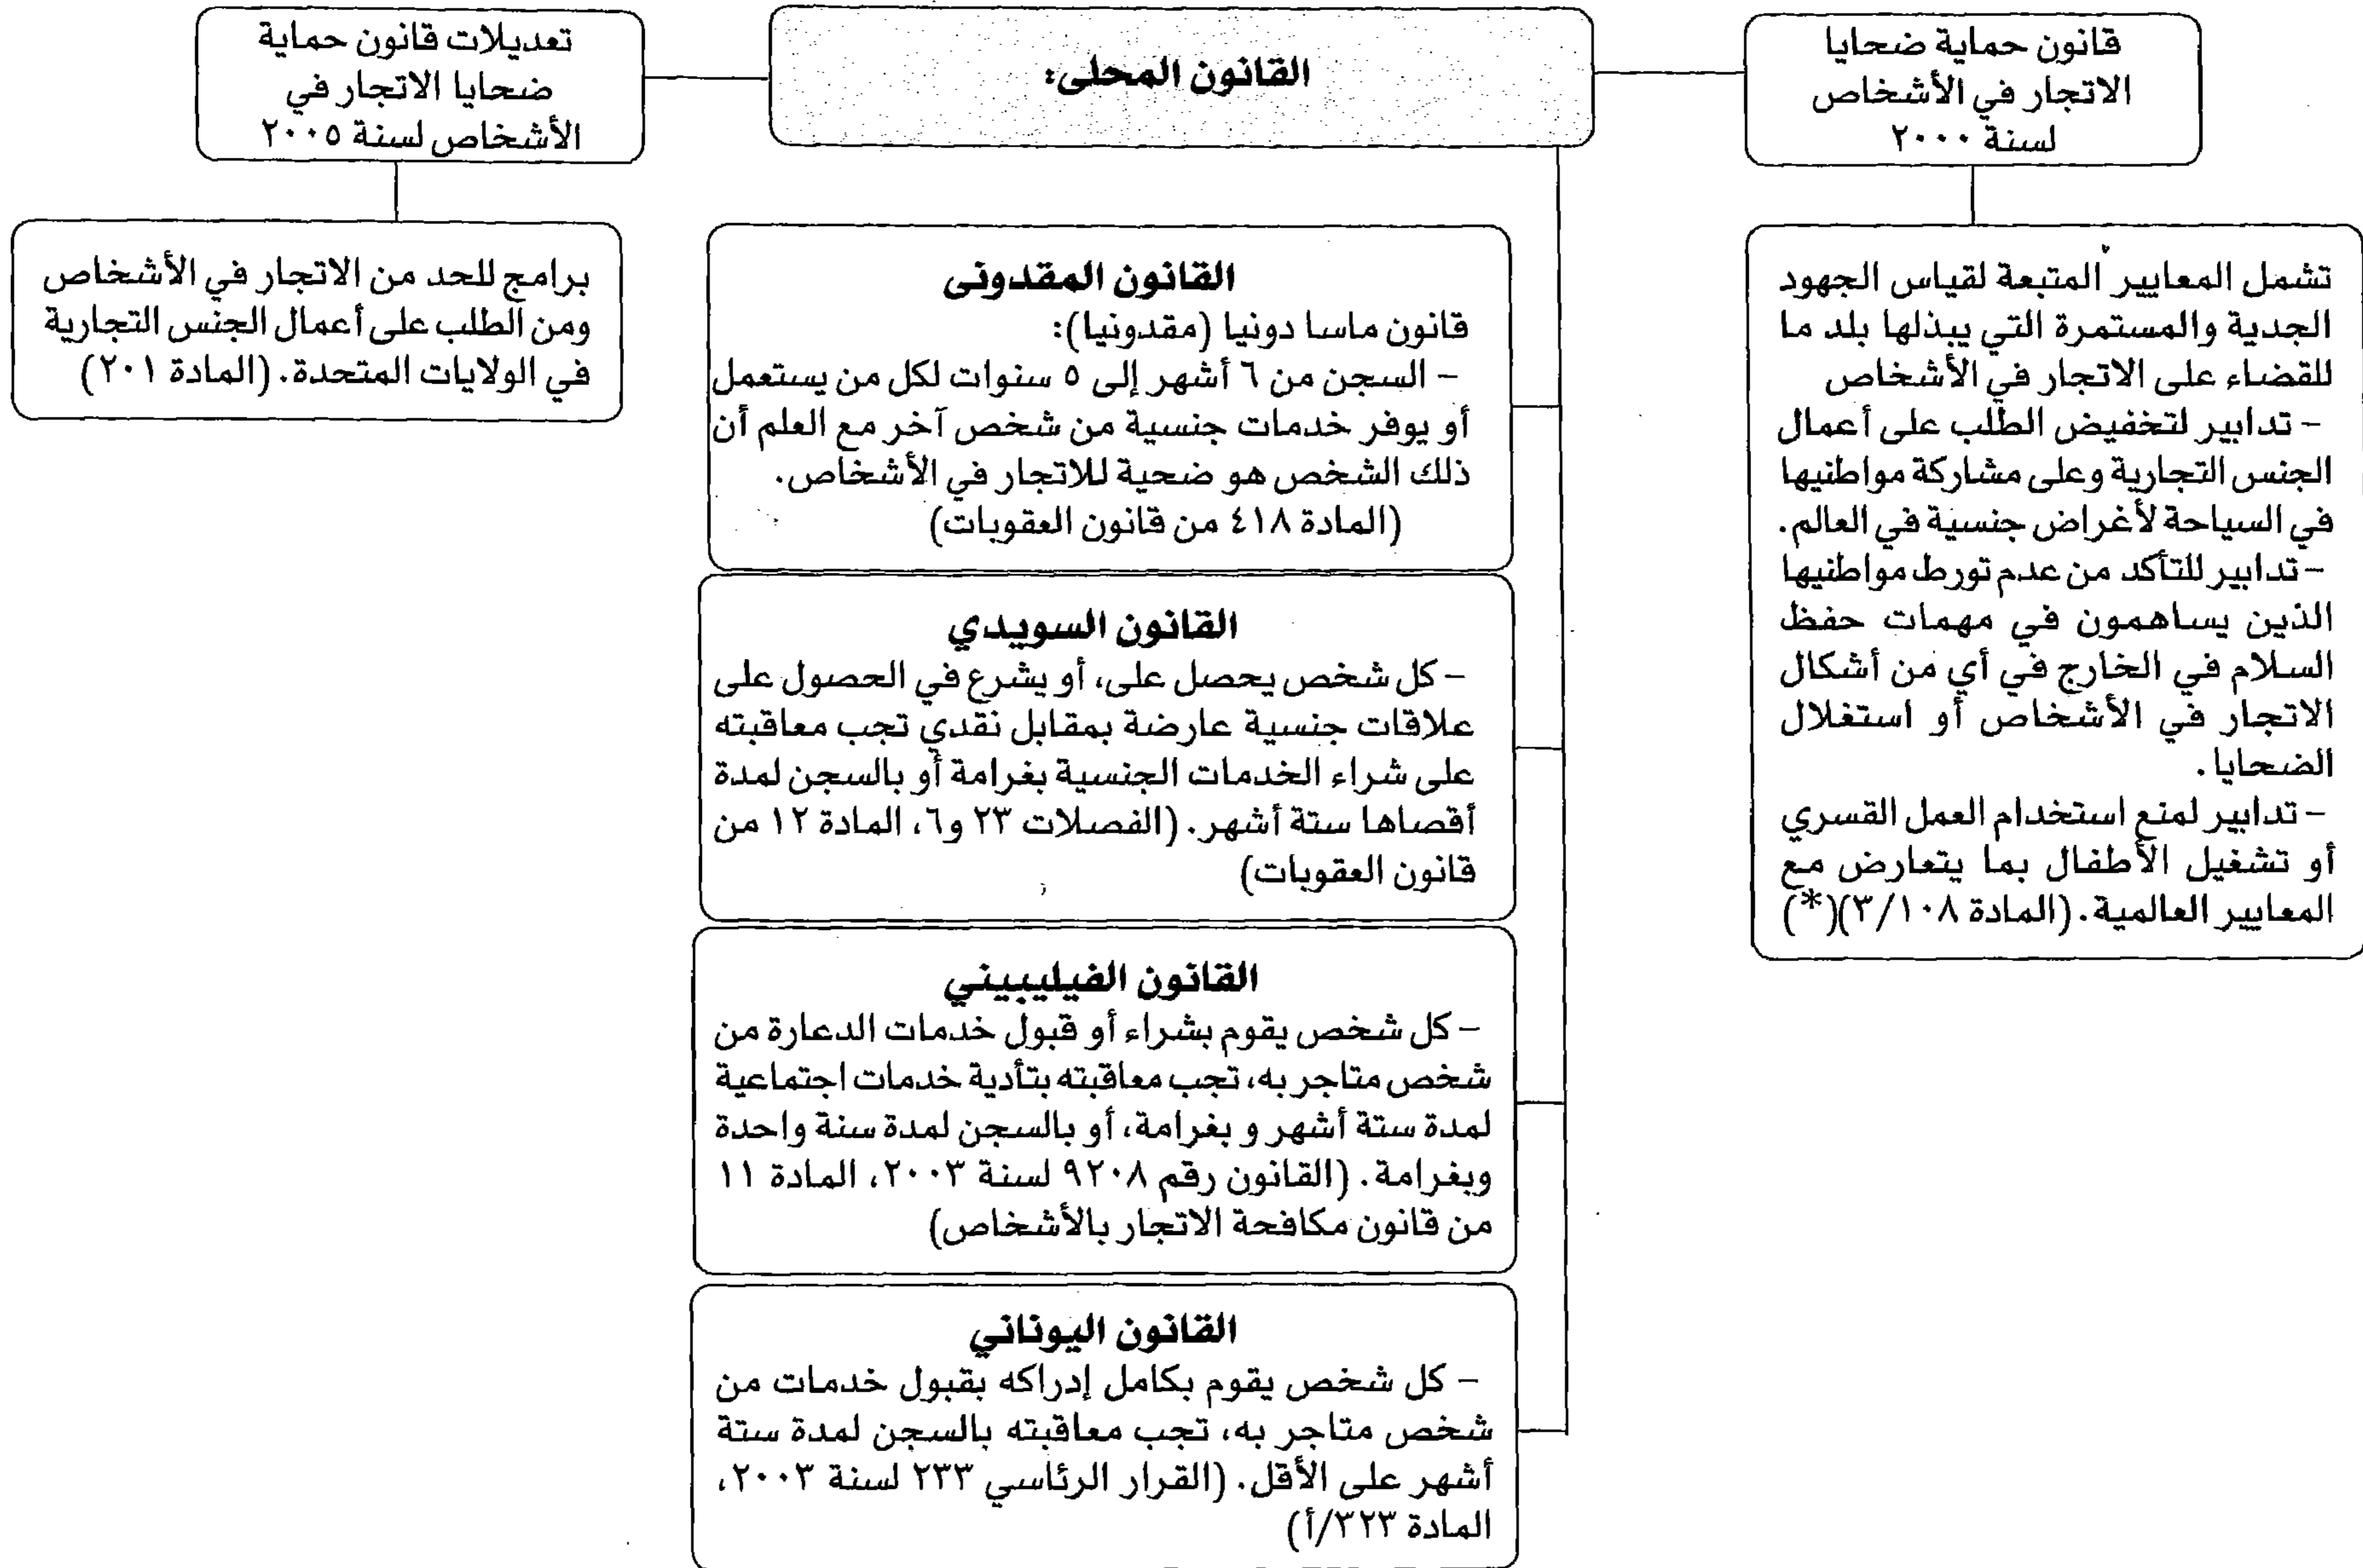 قانون حماية ضحايا
الاتجار في الأشخاص
لسنة ٢٠٠٠
تشمل المعايير المتبعة لقياس الجهود
الجدية والمستمرة التي يبذلها بلد ما
للقضاء على الاتجار في الأشخاص
- تدابير لتخفيض الطلب على أعمال
الجنس التجارية وعلى مشاركة مواطنيها
في السياحة لأغراض جنسية في العالم.
- تدابير للتأكد من عدم تورط مواطنيها
الذين يساهمون في مهمات حفظ
السلام في الخارج في أي من أشكال
الاتجار في الأشخاص أو استغلال
الضحايا.
- تدابير لمنع استخدام العمل القسري
أو تشغيل الأطفال بما يتعارض مع
المعايير العالمية. (المادة ٣/١٠٨)(*)
القانون المحلى:
القانون المقدونى
قانون ماسا دونيا (مقدونيا):
- السجن من ٦ أشهر إلى ٥ سنوات لكل من يستعمل
أو يوفر خدمات جنسية من شخص آخر مع العلم أن
ذلك الشخص هو ضحية للاتجار في الأشخاص.
(المادة ٤١٨ من قانون العقوبات)
القانون السويدي
- كل شخص يحصل على، أو يشرع في الحصول على
علاقات جنسية عارضة بمقابل نقدي تجب معاقبته
على شراء الخدمات الجنسية بغرامة أو بالسجن لمدة
أقصاها ستة أشهر. (الفصلات ٢٣ و٦، المادة ١٢ من
قانون العقوبات)
القانون الفيليبيني
- كل شخص يقوم بشراء أو قبول خدمات الدعارة من
شخص متاجر به، تجب معاقبته بتأدية خدمات اجتماعية
لمدة ستة أشهر و بغرامة، أو بالسجن لمدة سنة واحدة
وبغرامة. (القانون رقم ٩٢٠٨ لسنة ٢٠٠٣، المادة ١١
من قانون مكافحة الاتجار بالأشخاص)
القانون اليوناني
- كل شخص يقوم بكامل إدراكه بقبول خدمات من
شخص متاجر به، تجب معاقبته بالسجن لمدة ستة
أشهر على الأقل. (القرار الرئاسي ٢٣٣ لسنة ٢٠٠٣،
المادة ٣٢٣/أ)
تعديلات قانون حماية
ضحايا الاتجار في
الأشخاص لسنة ٢٠٠٥
برامج للحد من الاتجار في الأشخاص
ومن الطلب على أعمال الجنس التجارية
في الولايات المتحدة. (المادة ٢٠١)